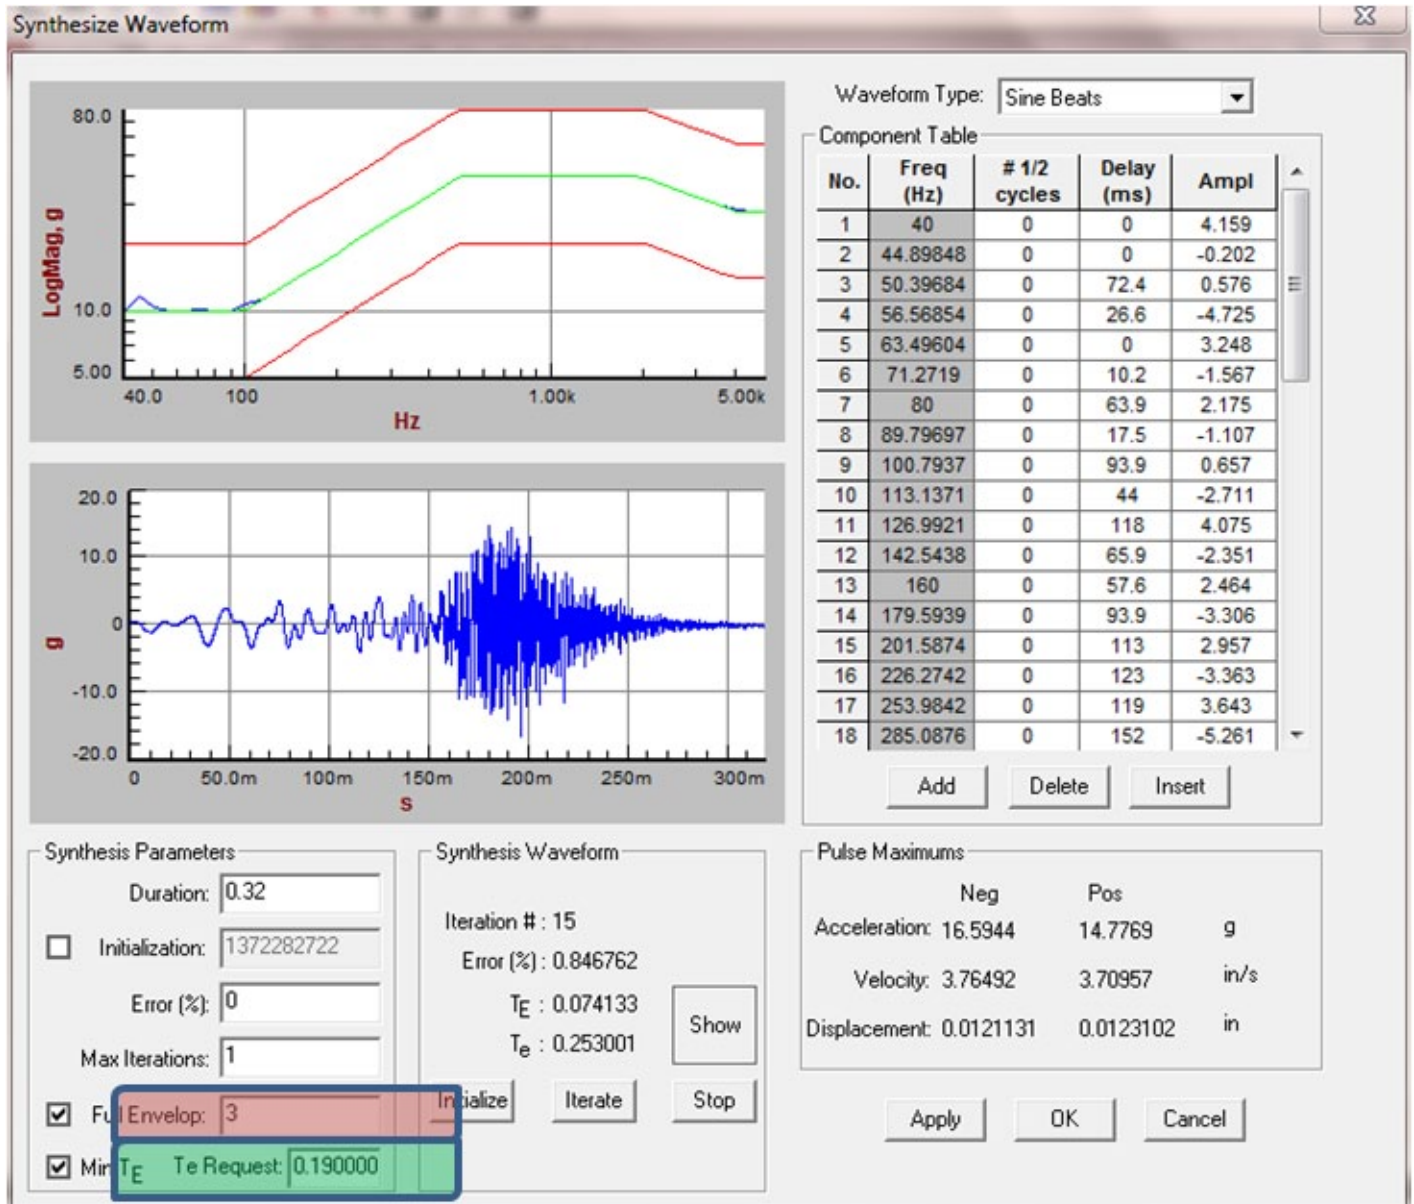 Synthesize Waveform
80.0
10.0
5.00
LogMag, g
40.0 100 1.00k 5.00k
Hz
20.0
10.0
0
-10.0
-20.0
g
0 50.0m 100m 150m 200m 250m 300m
s
Waveform Type: Sine Beats
Component Table
No. Freq (Hz) # 1/2 cycles Delay (ms) Ampl
1 40 0 0 4.159
2 44.89848 0 0 -0.202
3 50.39684 0 72.4 0.576
4 56.56854 0 26.6 -4.725
5 63.49604 0 0 3.248
6 71.2719 0 10.2 -1.567
7 80 0 63.9 2.175
8 89.79697 0 17.5 -1.107
9 100.7937 0 93.9 0.657
10 113.1371 0 44 -2.711
11 126.9921 0 118 4.075
12 142.5438 0 65.9 -2.351
13 160 0 57.6 2.464
14 179.5939 0 93.9 -3.306
15 201.5874 0 113 2.957
16 226.2742 0 123 -3.363
17 253.9842 0 119 3.643
18 285.0876 0 152 -5.261
Add Delete Insert
Synthesis Parameters
Duration: 0.32
Initialization: 1372282722
Error (%): 0
Max Iterations: 1
Full Envelop: 3
Min TE Te Request: 0.190000
Synthesis Waveform
Iteration # : 15
Error (%) : 0.846762
TE : 0.074133
Te : 0.253001
Show
Initialize Iterate Stop
Pulse Maximums
Neg Pos
Acceleration: 16.5944 14.7769 g
Velocity: 3.76492 3.70957 in/s
Displacement: 0.0121131 0.0123102 in
Apply OK Cancel